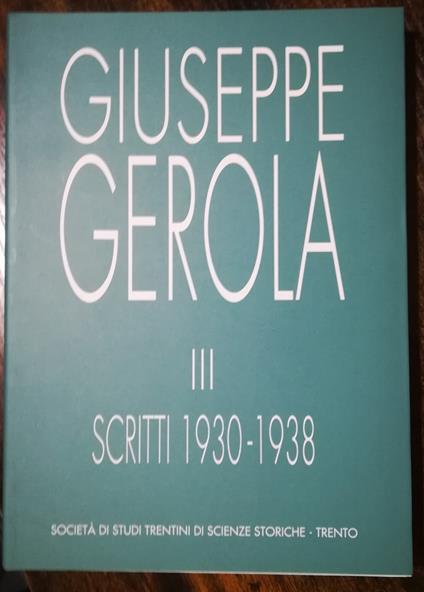 GIUSEPPE
GEROLA
III
SCRITTI 1930-1938
SOCIETÀ DI STUDI TRENTINI DI SCIENZE STORICHE - TRENTO